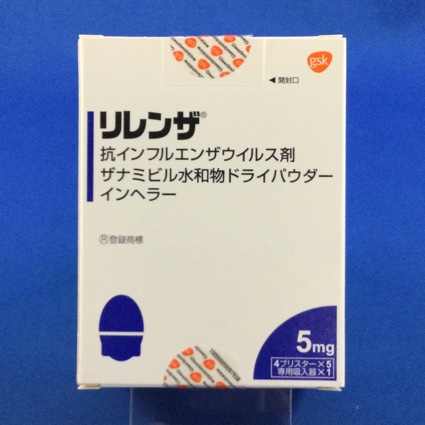 gsk
◀ 開封口
リレンザ®
抗インフルエンザウイルス剤
ザナミビル水和物ドライパウダー
インヘラー
Ⓡ登録商標
5mg
4ブリスター×5
専用吸入器×1